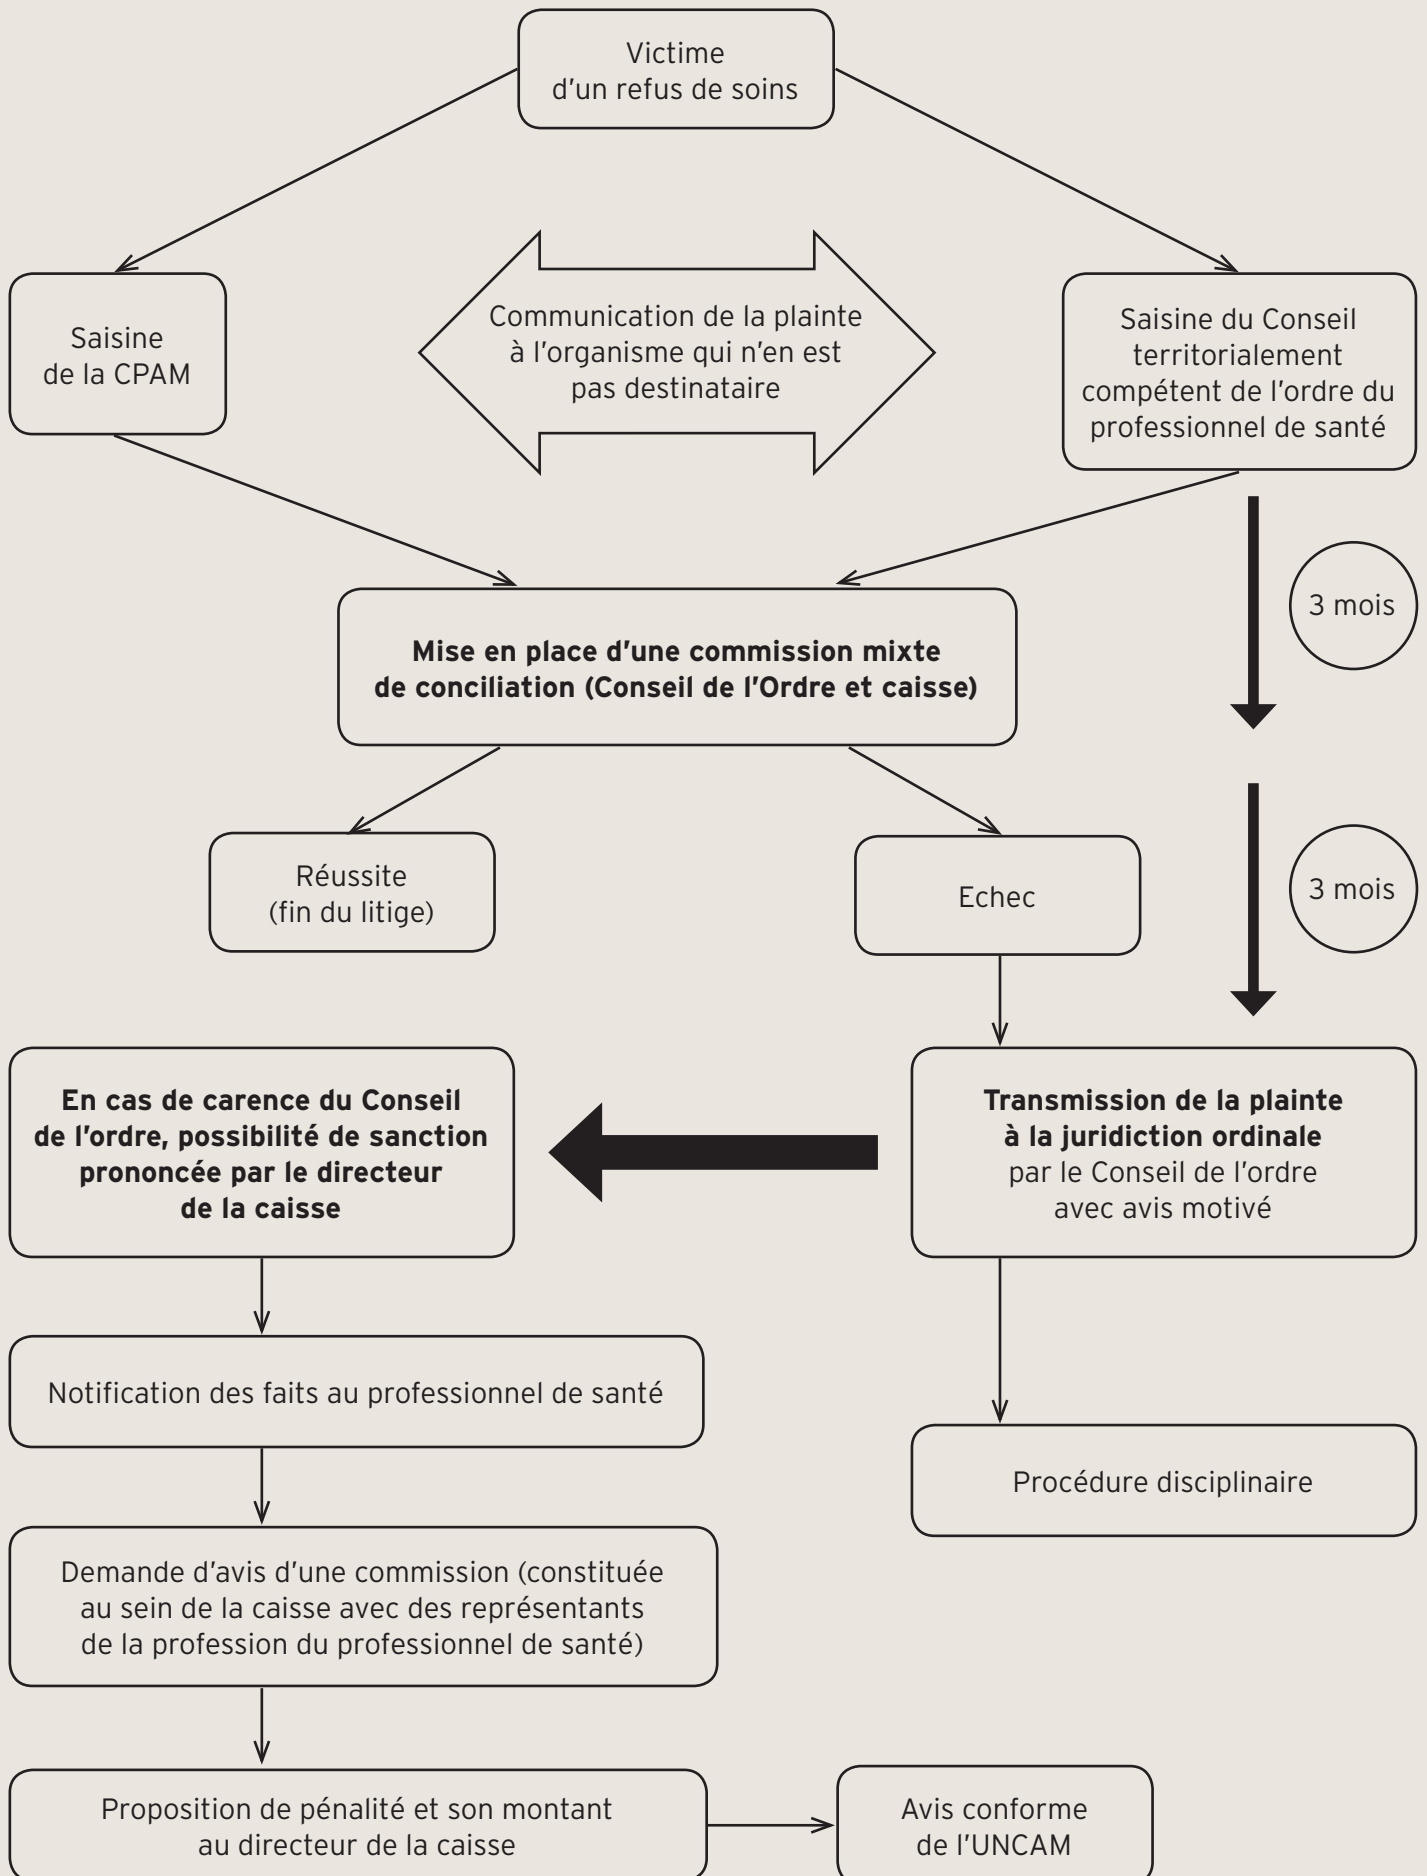 Victime
d'un refus de soins
Saisine
de la CPAM
Communication de la plainte
à l'organisme qui n'en est
pas destinataire
Saisine du Conseil
territorialement
compétent de l'ordre du
professionnel de santé
3 mois
Mise en place d'une commission mixte
de conciliation (Conseil de l'Ordre et caisse)
Réussite
(fin du litige)
Echec
3 mois
En cas de carence du Conseil
de l'ordre, possibilité de sanction
prononcée par le directeur
de la caisse
Transmission de la plainte
à la juridiction ordinale
par le Conseil de l'ordre
avec avis motivé
Notification des faits au professionnel de santé
Procédure disciplinaire
Demande d'avis d'une commission (constituée
au sein de la caisse avec des représentants
de la profession du professionnel de santé)
Proposition de pénalité et son montant
au directeur de la caisse
Avis conforme
de l'UNCAM